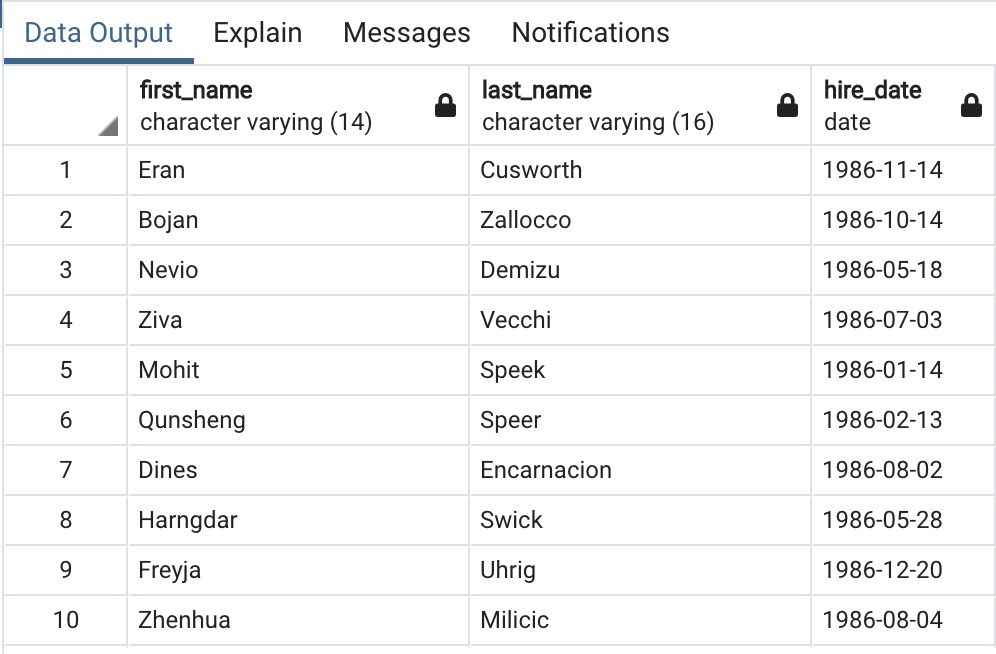 Data Output Explain Messages Notifications
first_name last_name hire_date
character varying (14) character varying (16) date
1 Eran Cusworth 1986-11-14
2 Bojan Zallocco 1986-10-14
3 Nevio Demizu 1986-05-18
4 Ziva Vecchi 1986-07-03
5 Mohit Speek 1986-01-14
6 Qunsheng Speer 1986-02-13
7 Dines Encarnacion 1986-08-02
8 Harngdar Swick 1986-05-28
9 Freyja Uhrig 1986-12-20
10 Zhenhua Milicic 1986-08-04